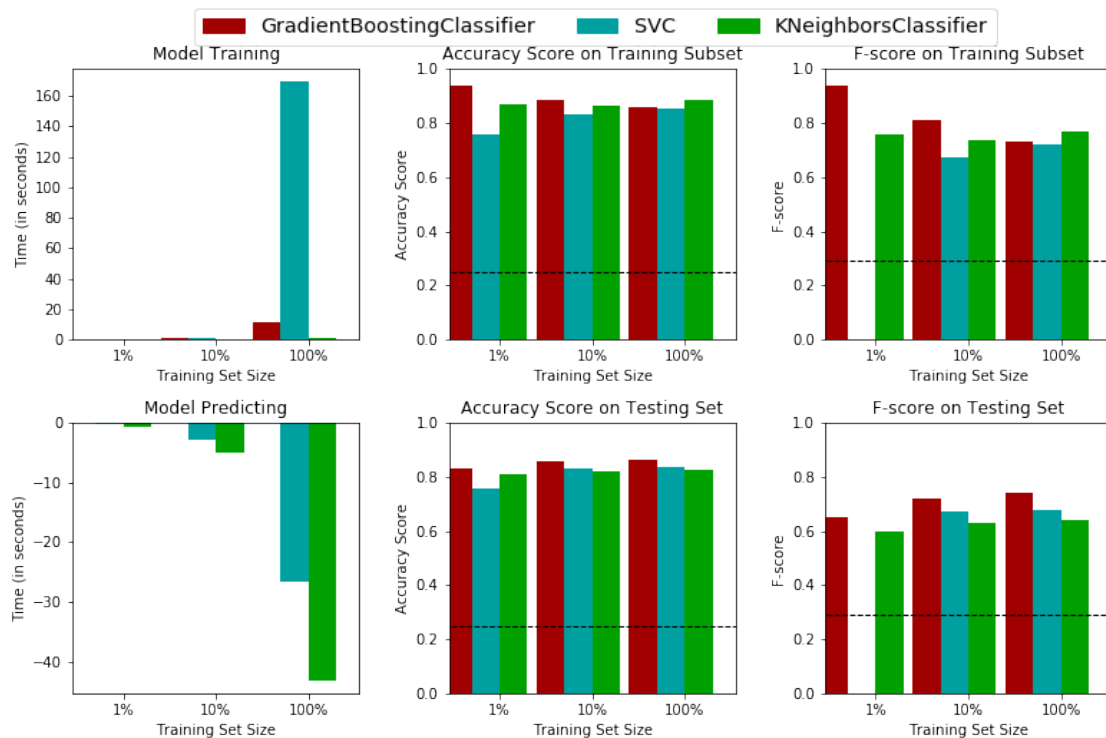 GradientBoostingClassifier SVC KNeighborsClassifier
Model Training
Time (in seconds)
160
140
120
100
80
60
40
20
0
1% 10% 100%
Training Set Size
Accuracy Score on Training Subset
Accuracy Score
1.0
0.8
0.6
0.4
0.2
0.0
1% 10% 100%
Training Set Size
F-score on Training Subset
F-score
1.0
0.8
0.6
0.4
0.2
0.0
1% 10% 100%
Training Set Size
Model Predicting
Time (in seconds)
0
−10
−20
−30
−40
1% 10% 100%
Training Set Size
Accuracy Score on Testing Set
Accuracy Score
1.0
0.8
0.6
0.4
0.2
0.0
1% 10% 100%
Training Set Size
F-score on Testing Set
F-score
1.0
0.8
0.6
0.4
0.2
0.0
1% 10% 100%
Training Set Size